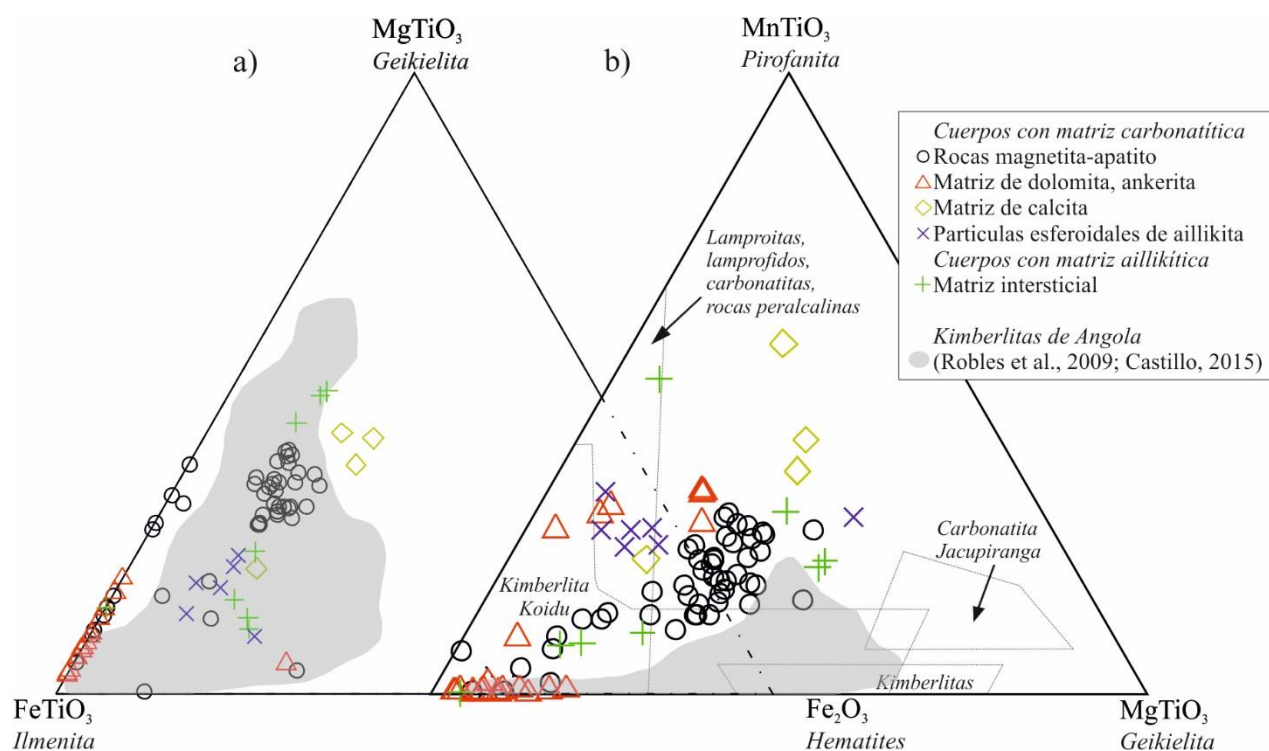 MgTiO₃
Geikielita
a)
MnTiO₃
Pirofanita
b)
Cuerpos con matriz carbonatítica
Rocas magnetita-apatito
Matriz de dolomita, ankerita
Matriz de calcita
Particulas esferoidales de aillikita
Cuerpos con matriz aillikítica
Matriz intersticial
Kimberlitas de Angola
(Robles et al., 2009; Castillo, 2015)
Lamproitas,
lamprofidos,
carbonatitas,
rocas peralcalinas
Kimberlita
Koidu
Carbonatita
Jacupiranga
Kimberlitas
FeTiO₃
Ilmenita
Fe₂O₃
Hematites
MgTiO₃
Geikielita